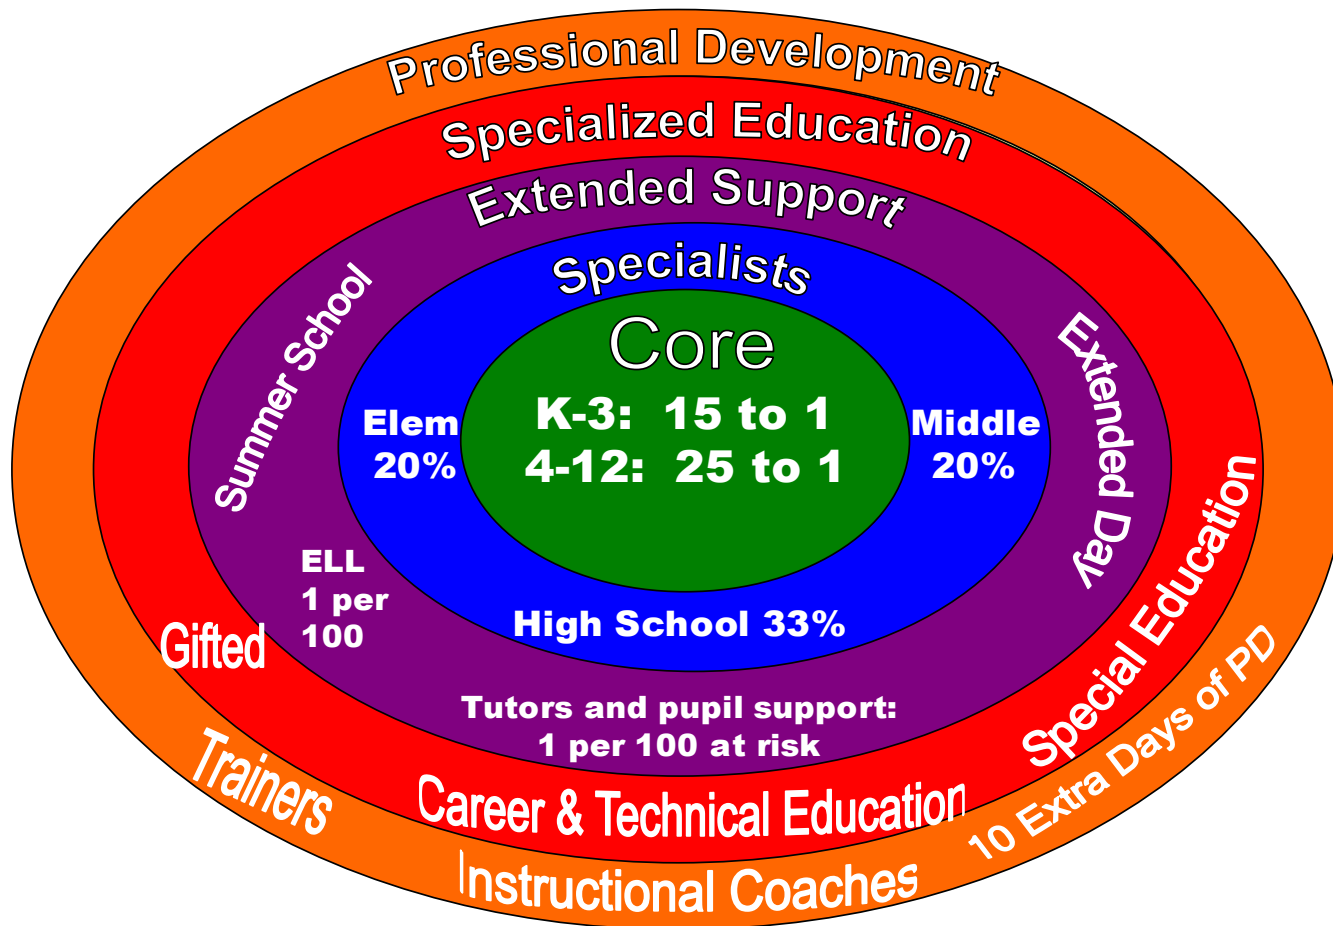 Professional Development
Specialized Education
Extended Support
Specialists
Core
K-3: 15 to 1
4-12: 25 to 1
Elem
20%
Middle
20%
High School 33%
Summer School
Extended Day
ELL
1 per
100
Tutors and pupil support:
1 per 100 at risk
Gifted
Career & Technical Education
Special Education
Trainers
Instructional Coaches
10 Extra Days of PD